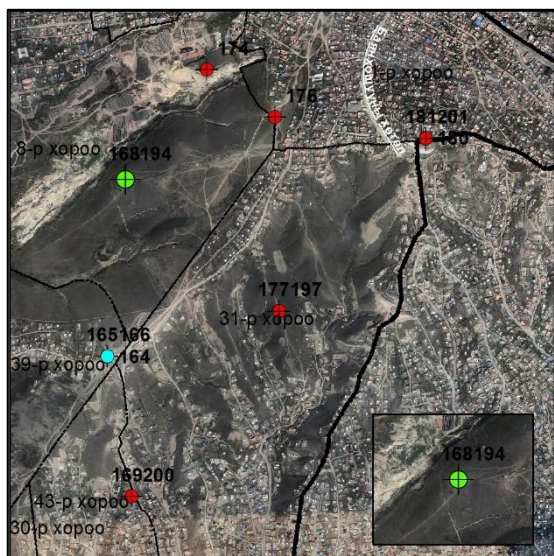 174
176
-р хороо
181201
180
8-р хороо
168194
177197
31-р хороо
165166
164
39-р хороо
168194
169200
43-р хороо
30-р хороо